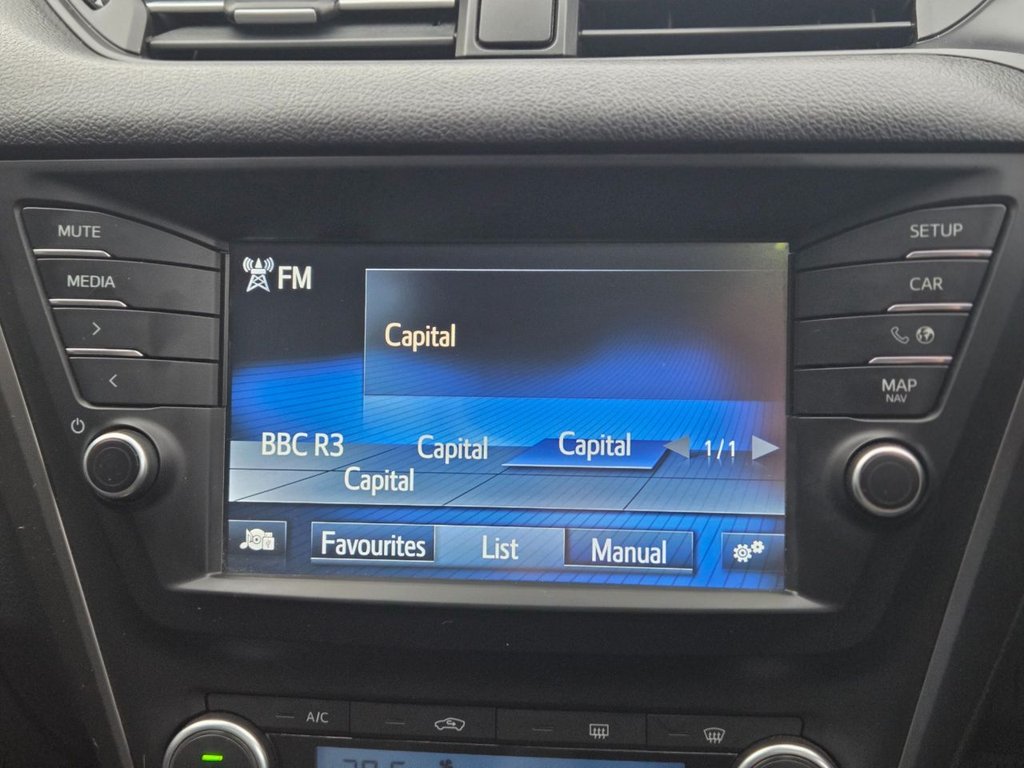 MUTE
MEDIA
SETUP
CAR
MAP
NAV
FM
Capital
BBC R3 Capital Capital 1/1
Capital
Favourites List Manual
A/C